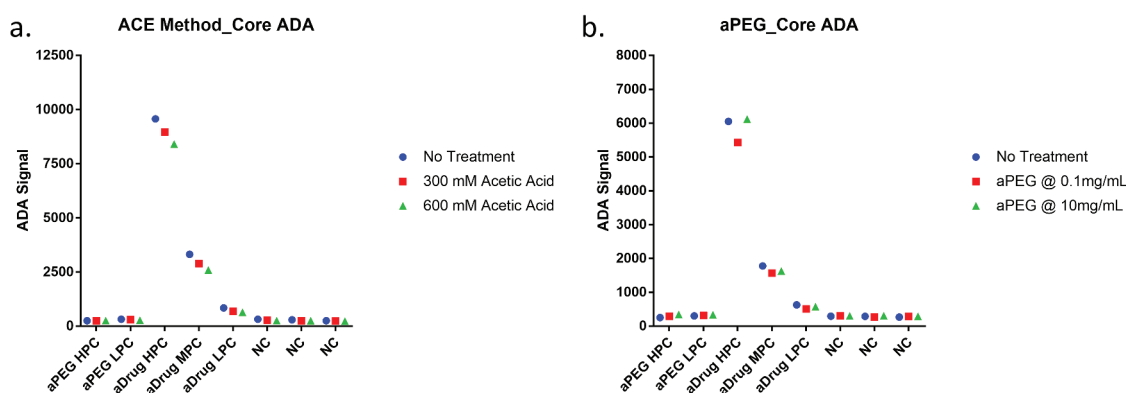 a.
ACE Method_Core ADA
12500
10000
7500
5000
2500
0
ADA Signal
aPEG HPC
aPEG LPC
aDrug HPC
aDrug MPC
aDrug LPC
NC
NC
NC
No Treatment
300 mM Acetic Acid
600 mM Acetic Acid
b.
aPEG_Core ADA
8000
7000
6000
5000
4000
3000
2000
1000
0
ADA Signal
aPEG HPC
aPEG LPC
aDrug HPC
aDrug MPC
aDrug LPC
NC
NC
NC
No Treatment
aPEG @ 0.1mg/mL
aPEG @ 10mg/mL